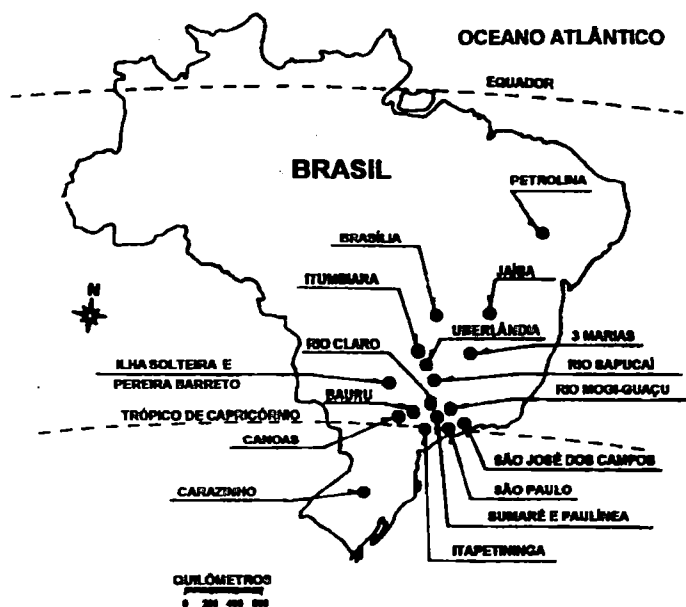 OCEANO ATLÂNTICO
EQUADOR
BRASIL
PETROLINA
BRASÍLIA
JAÍBA
ITUMBIARA
N
UBERLÂNDIA
3 MARIAS
RIO CLARO
ILHA SOLTEIRA E
PEREIRA BARRETO
RIO SAPUCAÍ
BAURU
RIO MOGI-GUAÇU
TRÓPICO DE CAPRICÓRNIO
CANOAS
SÃO JOSÉ DOS CAMPOS
CARAZINHO
SÃO PAULO
SUMARÉ E PAULÍNEA
ITAPETININGA
QUILÔMETROS
0